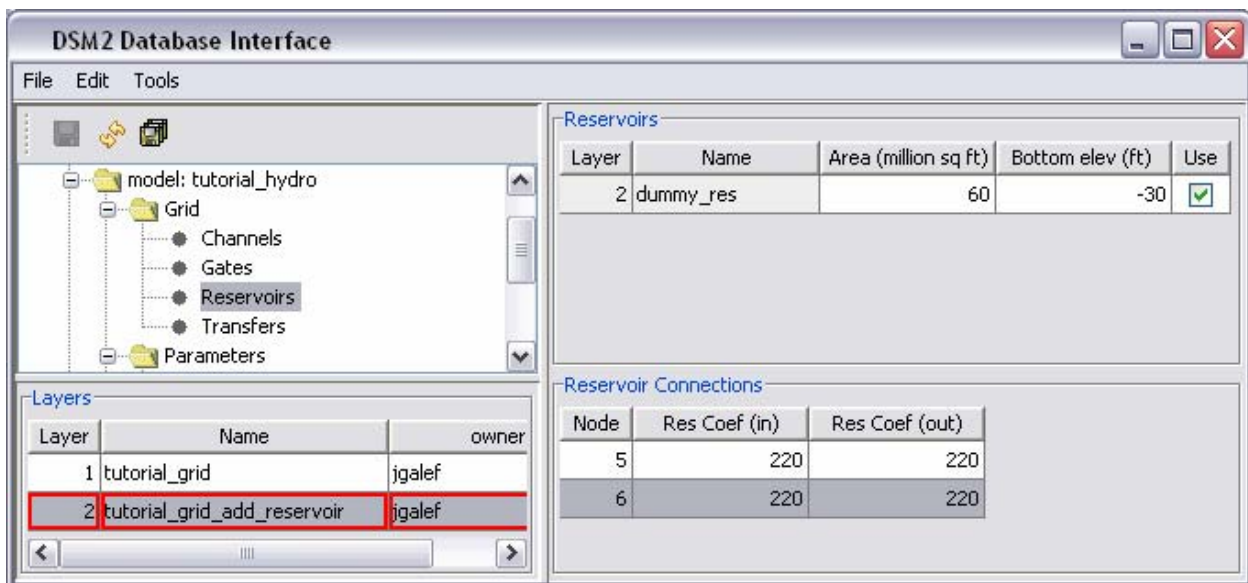 DSM2 Database Interface
File Edit Tools
model: tutorial_hydro
Grid
Channels
Gates
Reservoirs
Transfers
Parameters
Layers
Layer Name owner
1 tutorial_grid jgalef
2 tutorial_grid_add_reservoir jgalef
Reservoirs
Layer Name Area (million sq ft) Bottom elev (ft) Use
2 dummy_res 60 -30
Reservoir Connections
Node Res Coef (in) Res Coef (out)
5 220 220
6 220 220